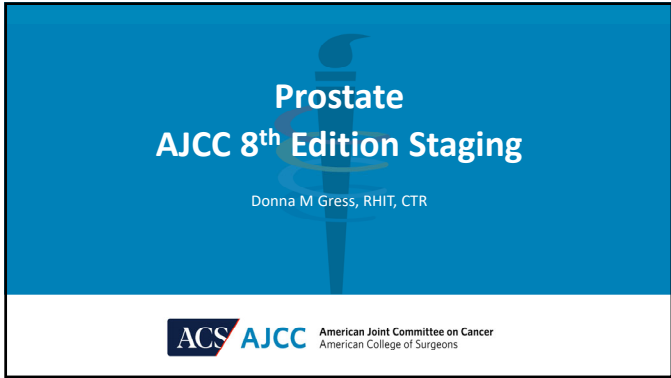 Prostate
AJCC 8th Edition Staging
Donna M Gress, RHIT, CTR
ACS AJCC American Joint Committee on Cancer
American College of Surgeons